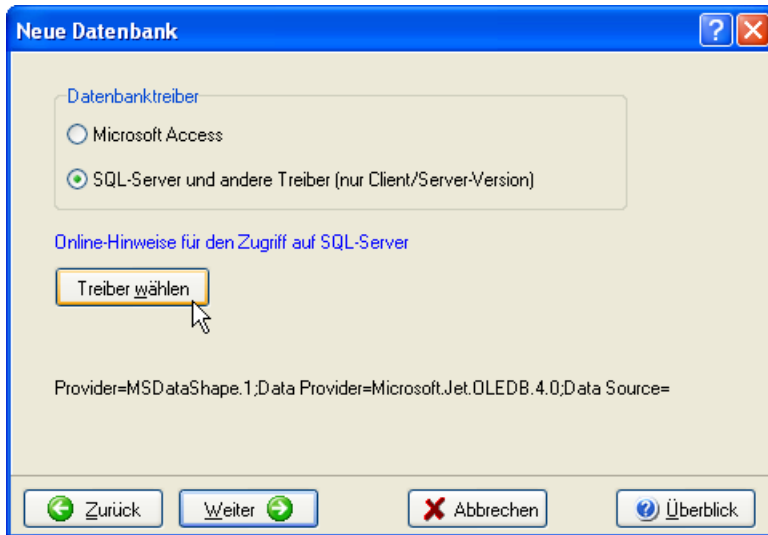 Neue Datenbank
Datenbanktreiber
Microsoft Access
SQL-Server und andere Treiber (nur Client/Server-Version)
Online-Hinweise für den Zugriff auf SQL-Server
Treiber wählen
Provider=MSDataShape.1;Data Provider=Microsoft.Jet.OLEDB.4.0;Data Source=
Zurück Weiter Abbrechen Überblick